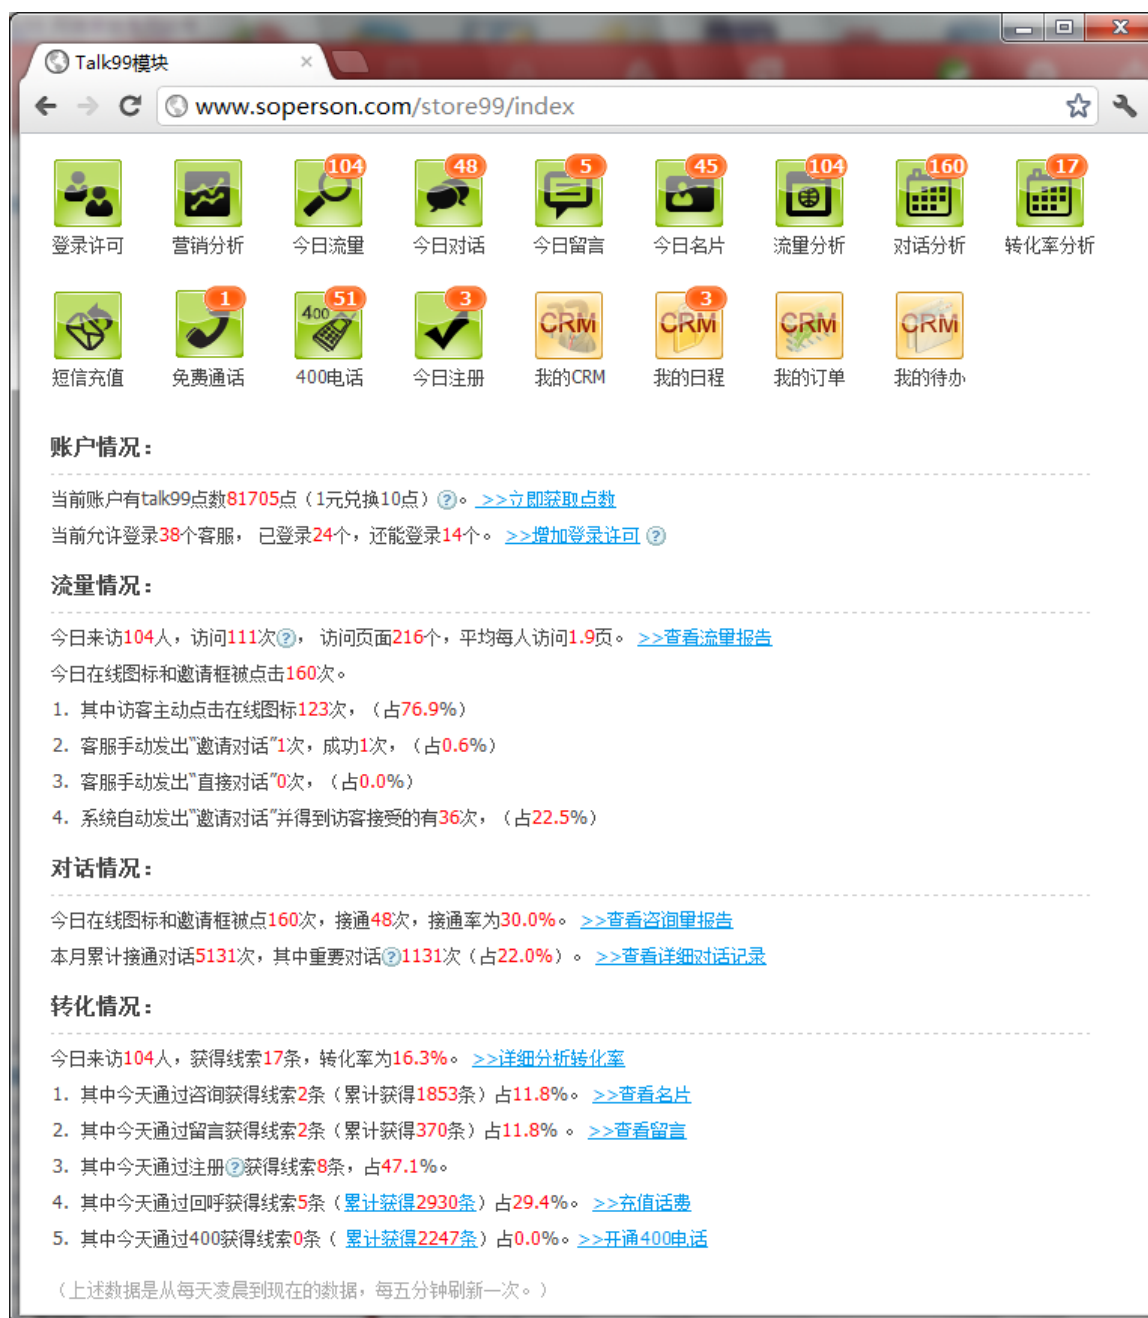 Talk99模块
www.soperson.com/store99/index
104 48 5 45 104 160 17
登录许可 营销分析 今日流量 今日对话 今日留言 今日名片 流量分析 对话分析 转化率分析
1 400 51 3 CRM CRM 3 CRM CRM
短信充值 免费通话 400电话 今日注册 我的CRM 我的日程 我的订单 我的待办
账户情况：
当前账户有talk99点数81705点（1元兑换10点）?。 >>立即获取点数
当前允许登录38个客服， 已登录24个，还能登录14个。 >>增加登录许可 ?
流量情况：
今日来访104人，访问111次?， 访问页面216个，平均每人访问1.9页。 >>查看流量报告
今日在线图标和邀请框被点击160次。
1. 其中访客主动点击在线图标123次，（占76.9%）
2. 客服手动发出"邀请对话"1次，成功1次，（占0.6%）
3. 客服手动发出"直接对话"0次，（占0.0%）
4. 系统自动发出"邀请对话"并得到访客接受的有36次，（占22.5%）
对话情况：
今日在线图标和邀请框被点160次，接通48次，接通率为30.0%。 >>查看咨询量报告
本月累计接通对话5131次，其中重要对话?1131次（占22.0%）。 >>查看详细对话记录
转化情况：
今日来访104人，获得线索17条，转化率为16.3%。 >>详细分析转化率
1. 其中今天通过咨询获得线索2条（累计获得1853条）占11.8%。 >>查看名片
2. 其中今天通过留言获得线索2条（累计获得370条）占11.8% 。 >>查看留言
3. 其中今天通过注册?获得线索8条，占47.1%。
4. 其中今天通过回呼获得线索5条（累计获得2930条）占29.4%。 >>充值话费
5. 其中今天通过400获得线索0条（ 累计获得2247条）占0.0%。>>开通400电话
（上述数据是从每天凌晨到现在的数据，每五分钟刷新一次。）